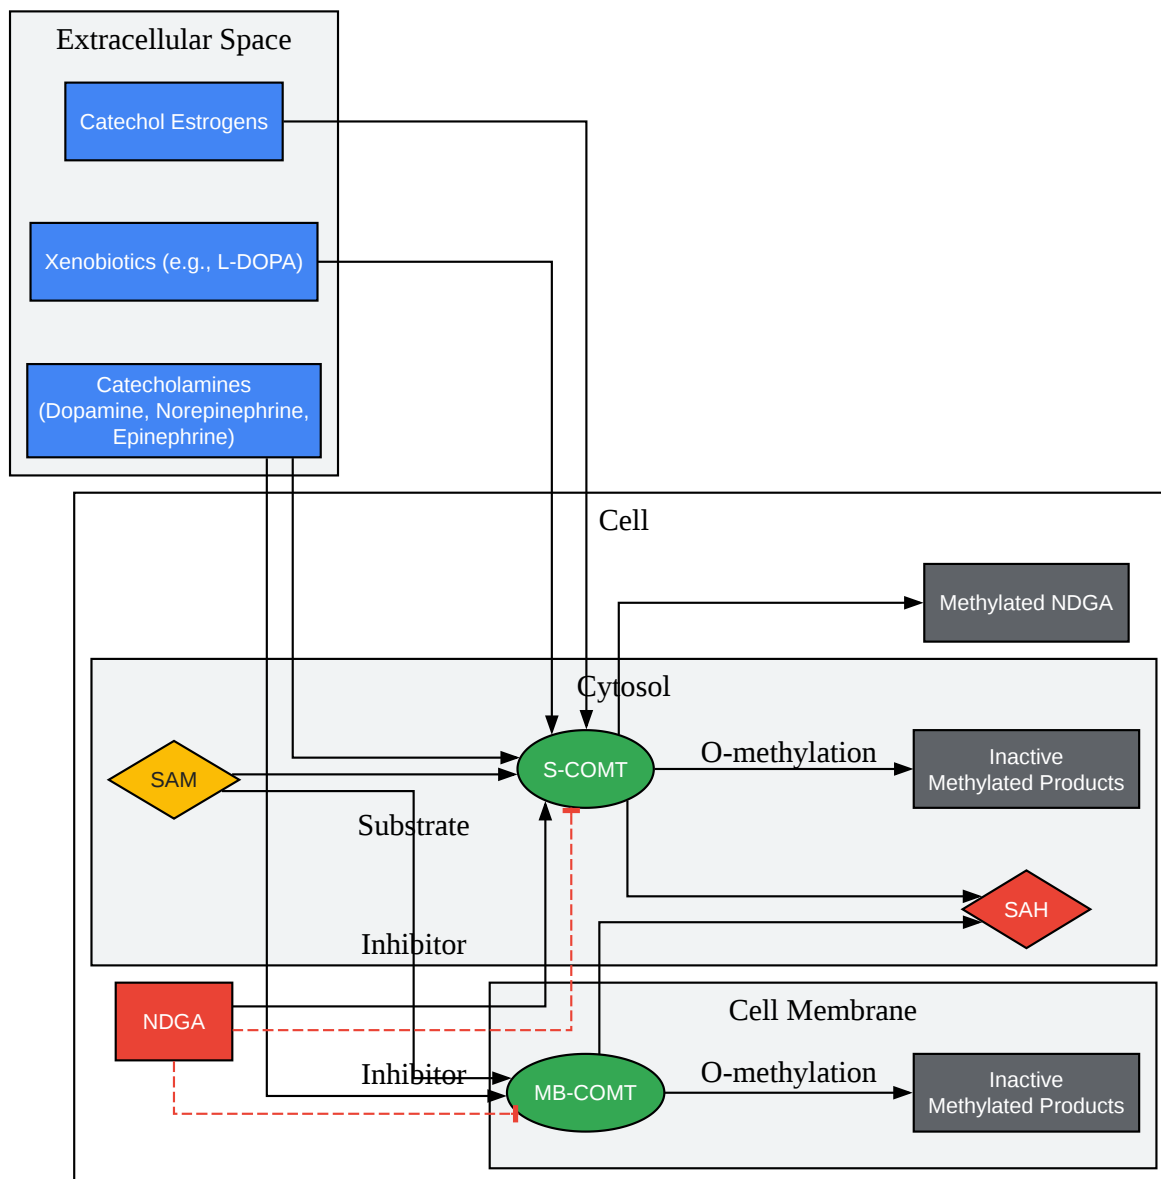 Extracellular Space
Catechol Estrogens
Xenobiotics (e.g., L-DOPA)
Catecholamines
(Dopamine, Norepinephrine,
Epinephrine)
Cell
Methylated NDGA
Cytosol
SAM
S-COMT
O-methylation
Inactive
Methylated Products
Substrate
SAH
Inhibitor
NDGA
Cell Membrane
Inhibitor
MB-COMT
O-methylation
Inactive
Methylated Products